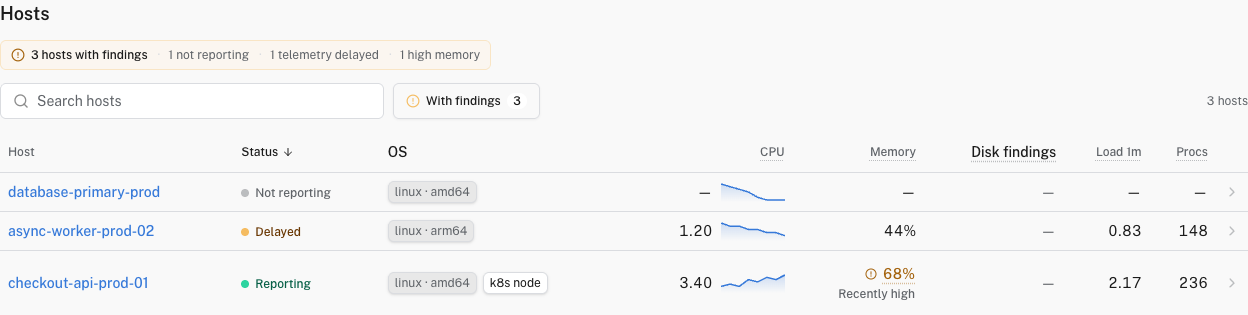 Hosts
3 hosts with findings · 1 not reporting · 1 telemetry delayed · 1 high memory
Search hosts
With findings 3
3 hosts
Host Status ↓ OS CPU Memory Disk findings Load 1m Procs
database-primary-prod Not reporting linux · amd64 — — — — —
async-worker-prod-02 Delayed linux · arm64 1.20 44% — 0.83 148
checkout-api-prod-01 Reporting linux · amd64 k8s node 3.40 68% — 2.17 236
Recently high